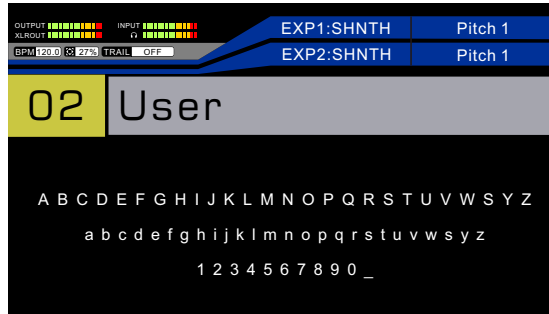 OUTPUT INPUT EXP1:SHNTH Pitch 1
XLROUT
BPM 120.0 27% TRAIL OFF EXP2:SHNTH Pitch 1
02 User
A B C D E F G H I J K L M N O P Q R S T U V W S Y Z
a b c d e f g h i j k l m n o p q r s t u v w s y z
1 2 3 4 5 6 7 8 9 0 _